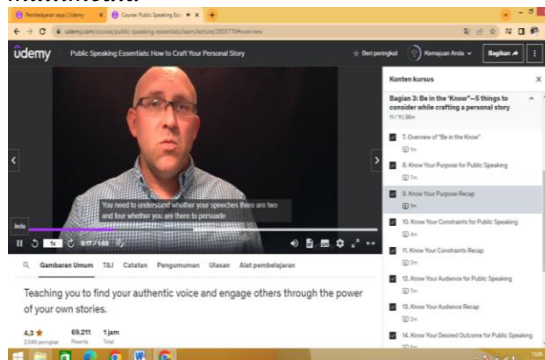 Pembelajaran saya | Udemy
Course: Public Speaking Ess
udemy.com/course/public-speaking-essentials/learn/lecture/
ûdemy
Public Speaking Essentials: How to Craft Your Personal Story
Beri peringkat
Kemajuan Anda
Bagikan
Konten kursus
Bagian 3: Be in the "Know"—5 things to
consider while crafting a personal story
7. Overview of "Be in the Know"
1m
8. Know Your Purpose for Public Speaking
7m
9. Know Your Purpose Recap
1m
10. Know Your Constraints for Public Speaking
4m
11. Know Your Constraints Recap
2m
12. Know Your Audience for Public Speaking
13. Know Your Audience Recap
2m
14. Know Your Desired Outcome for Public Speaking
You need to understand whether your speeches there are two
and four whether you are there to persuade
Jeda
1x
0:17 / 1:03
Gambaran Umum
T&J
Catatan
Pengumuman
Ulasan
Alat pembelajaran
Teaching you to find your authentic voice and engage others through the power
of your own stories.
4,3
69.211
1 jam
peringkat
Peserta
Total